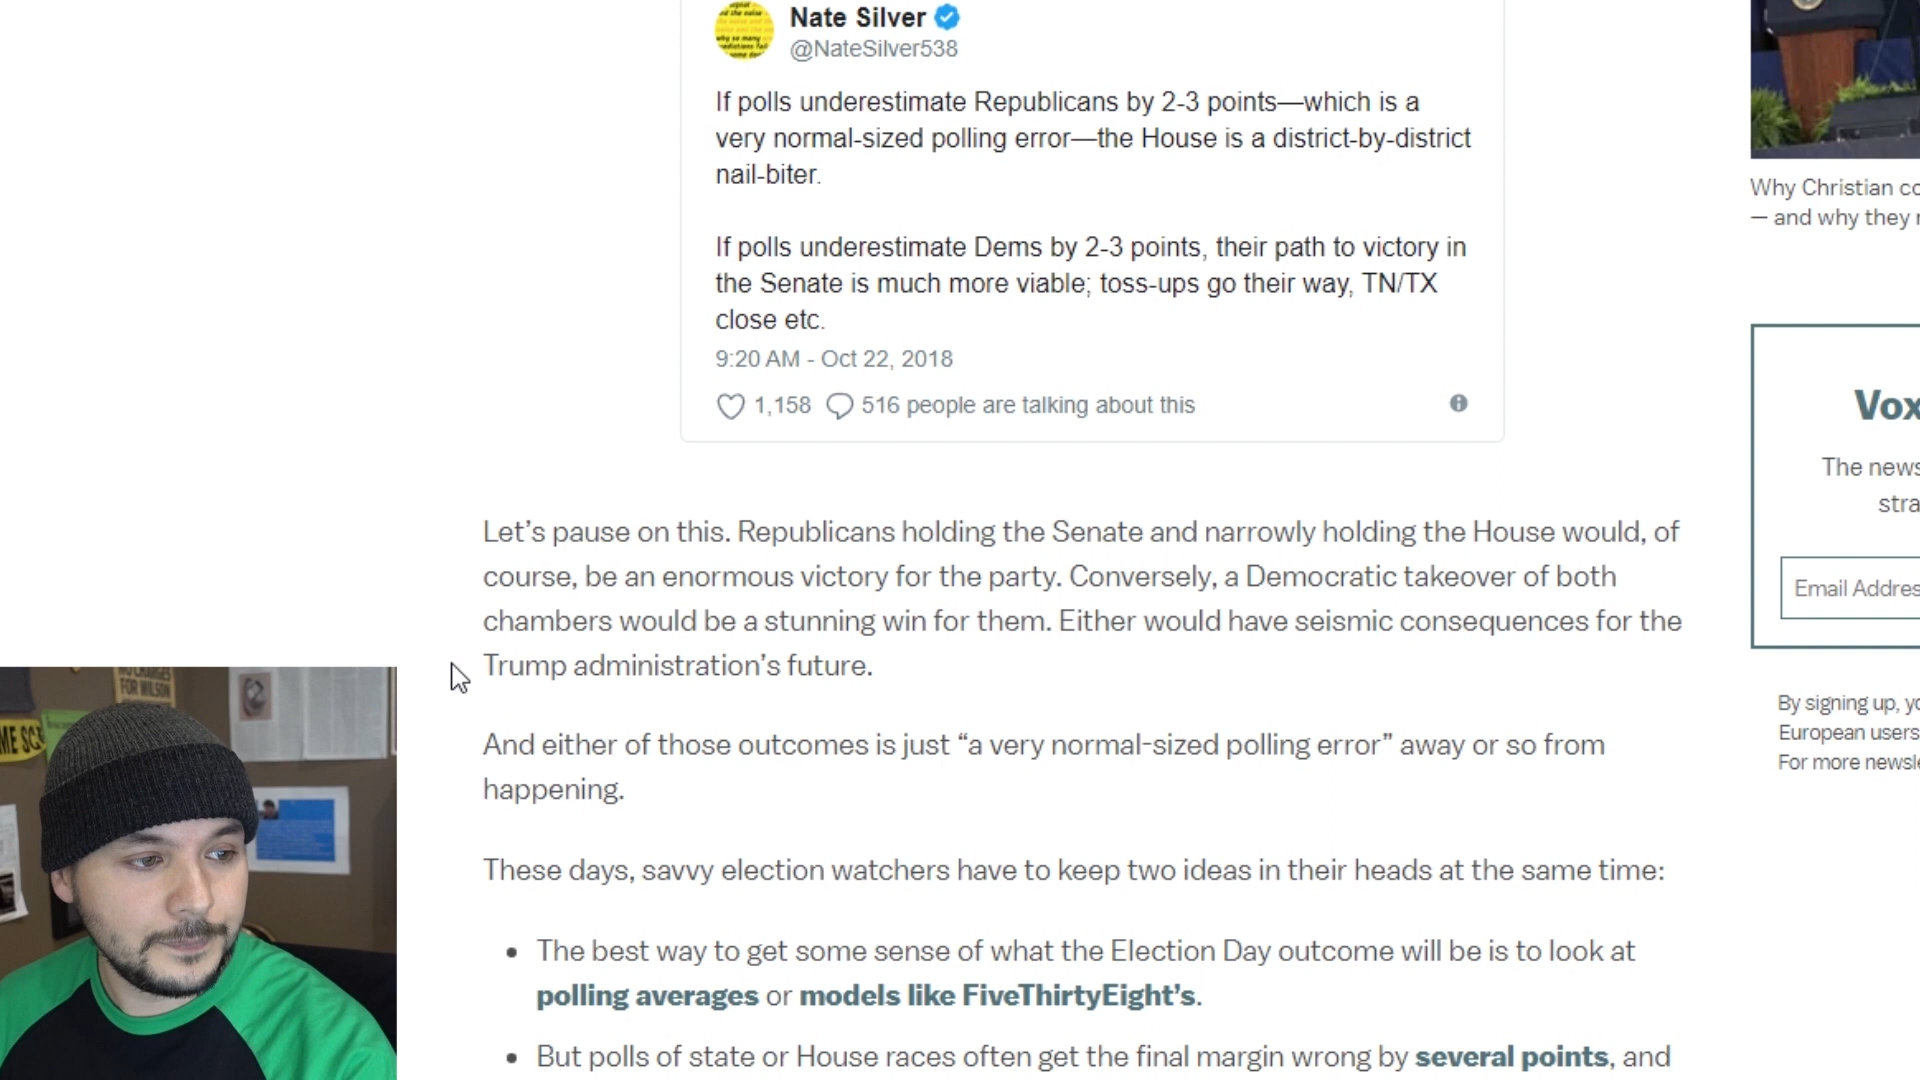 Nate Silver
@NateSilver538
If polls underestimate Republicans by 2-3 points—which is a
very normal-sized polling error—the House is a district-by-district
nail-biter.
If polls underestimate Dems by 2-3 points, their path to victory in
the Senate is much more viable; toss-ups go their way, TN/TX
close etc.
9:20 AM - Oct 22, 2018
1,158 516 people are talking about this
Let’s pause on this. Republicans holding the Senate and narrowly holding the House would, of
course, be an enormous victory for the party. Conversely, a Democratic takeover of both
chambers would be a stunning win for them. Either would have seismic consequences for the
Trump administration’s future.
And either of those outcomes is just “a very normal-sized polling error” away or so from
happening.
These days, savvy election watchers have to keep two ideas in their heads at the same time:
• The best way to get some sense of what the Election Day outcome will be is to look at
polling averages or models like FiveThirtyEight’s.
• But polls of state or House races often get the final margin wrong by several points, and
Why Christian co
— and why they
Vox
The news
stra
Email Addres
By signing up, yo
European users
For more newsle
FOR WILSON
ME SC